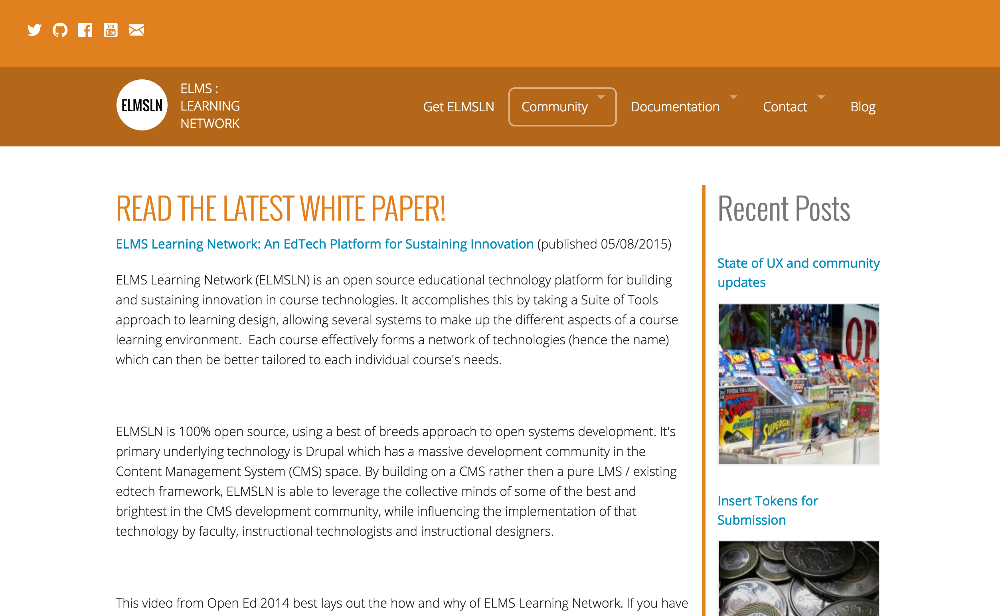 You
Tube
ELMSLN
ELMS :
LEARNING
NETWORK
Get ELMSLN
Community
Documentation
Contact
Blog
READ THE LATEST WHITE PAPER!
ELMS Learning Network: An EdTech Platform for Sustaining Innovation (published 05/08/2015)
ELMS Learning Network (ELMSLN) is an open source educational technology platform for building
and sustaining innovation in course technologies. It accomplishes this by taking a Suite of Tools
approach to learning design, allowing several systems to make up the different aspects of a course
learning environment.  Each course effectively forms a network of technologies (hence the name)
which can then be better tailored to each individual course's needs.
ELMSLN is 100% open source, using a best of breeds approach to open systems development. It's
primary underlying technology is Drupal which has a massive development community in the
Content Management System (CMS) space. By building on a CMS rather then a pure LMS / existing
edtech framework, ELMSLN is able to leverage the collective minds of some of the best and
brightest in the CMS development community, while influencing the implementation of that
technology by faculty, instructional technologists and instructional designers.
This video from Open Ed 2014 best lays out the how and why of ELMS Learning Network. If you have
Recent Posts
State of UX and community
updates
OP
X-MEN
X-MEN
X-MEN
FUNERAL FOR A FRIEND
SUPERGIRL
Insert Tokens for
Submission